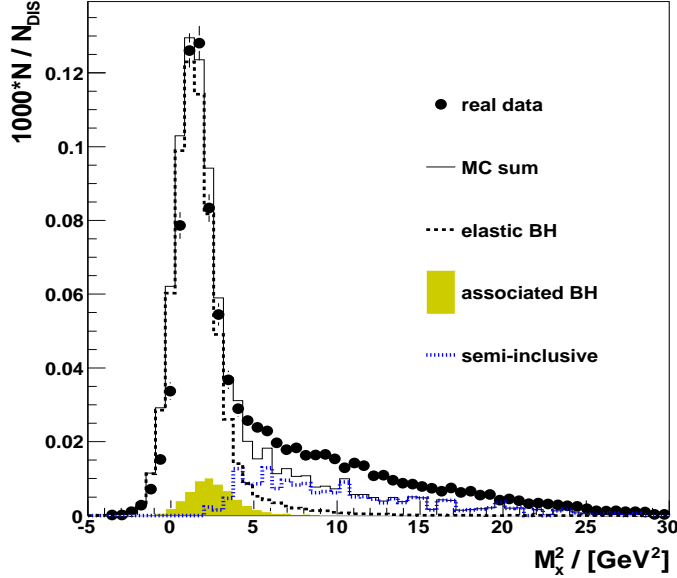 1000*N / N_DIS
0.12
0.1
0.08
0.06
0.04
0.02
0
real data
MC sum
elastic BH
associated BH
semi-inclusive
-5 0 5 10 15 20 25 30
M_x^2 / [GeV^2]